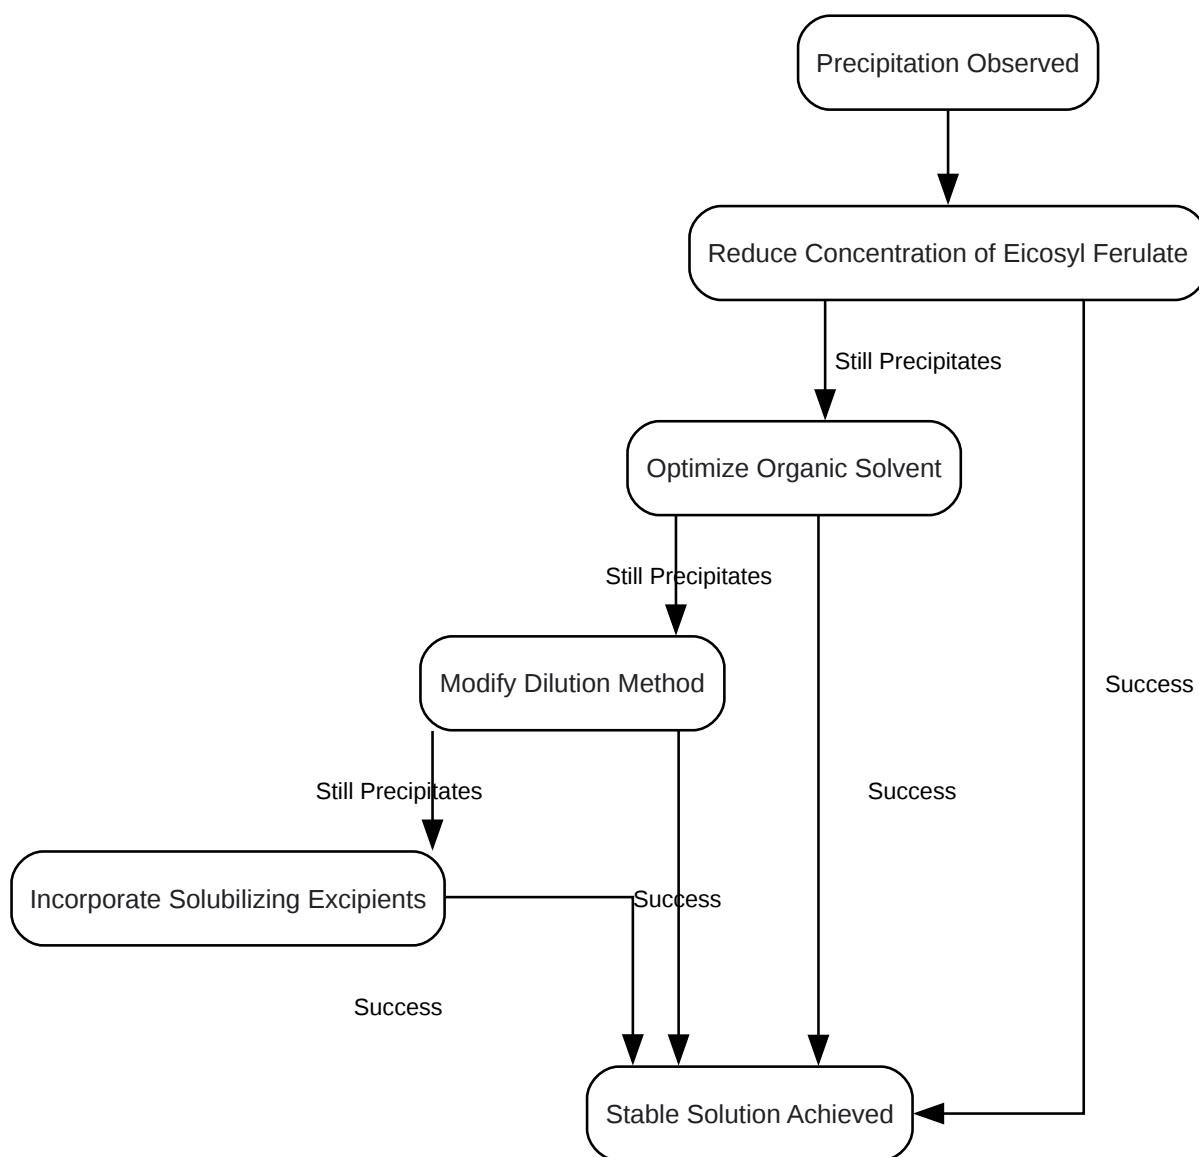 Precipitation Observed
Reduce Concentration of Eicosyl Ferulate
Still Precipitates
Optimize Organic Solvent
Still Precipitates
Modify Dilution Method
Success
Still Precipitates
Success
Incorporate Solubilizing Excipients
Success
Success
Stable Solution Achieved